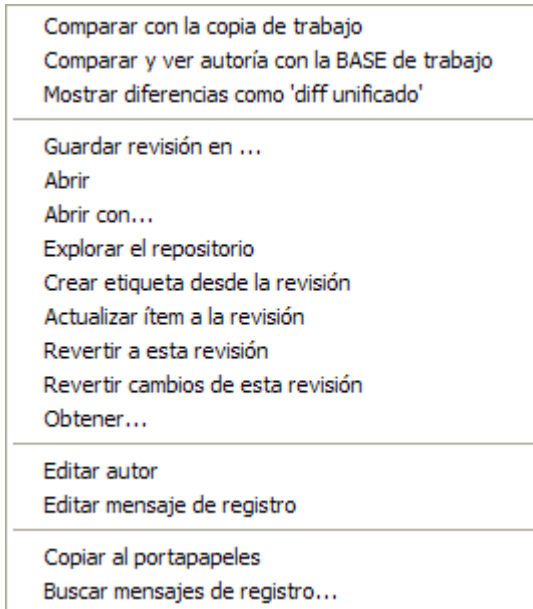 Comparar con la copia de trabajo
Comparar y ver autoría con la BASE de trabajo
Mostrar diferencias como 'diff unificado'
Guardar revisión en ...
Abrir
Abrir con...
Explorar el repositorio
Crear etiqueta desde la revisión
Actualizar ítem a la revisión
Revertir a esta revisión
Revertir cambios de esta revisión
Obtener...
Editar autor
Editar mensaje de registro
Copiar al portapapeles
Buscar mensajes de registro...